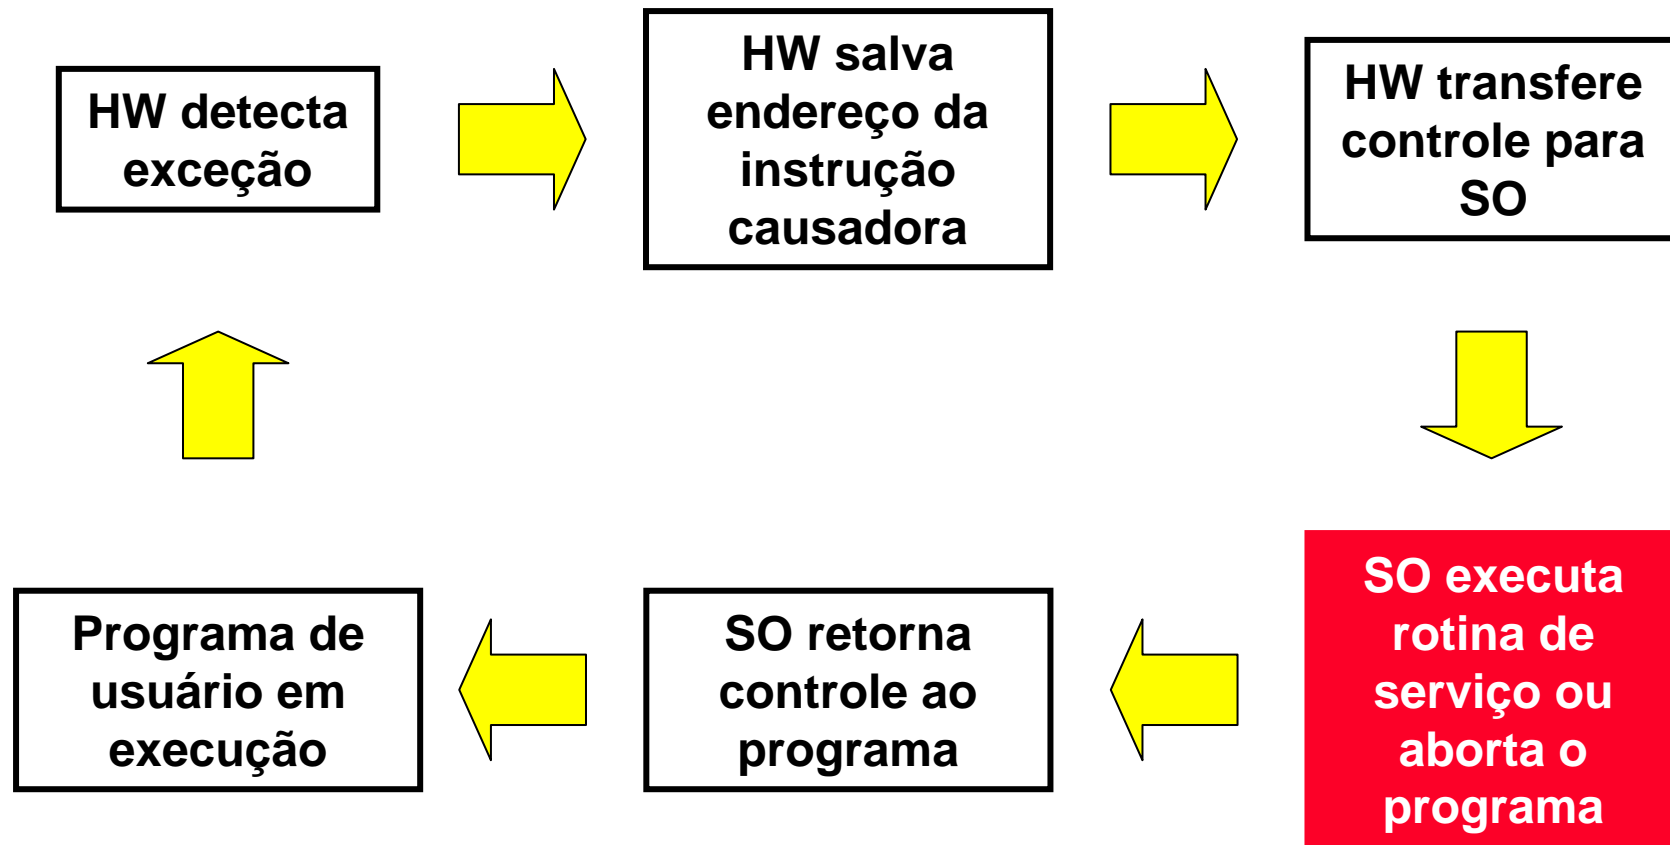 HW detecta
exceção
HW salva
endereço da
instrução
causadora
HW transfere
controle para
SO
SO executa
rotina de
serviço ou
aborta o
programa
SO retorna
controle ao
programa
Programa de
usuário em
execução